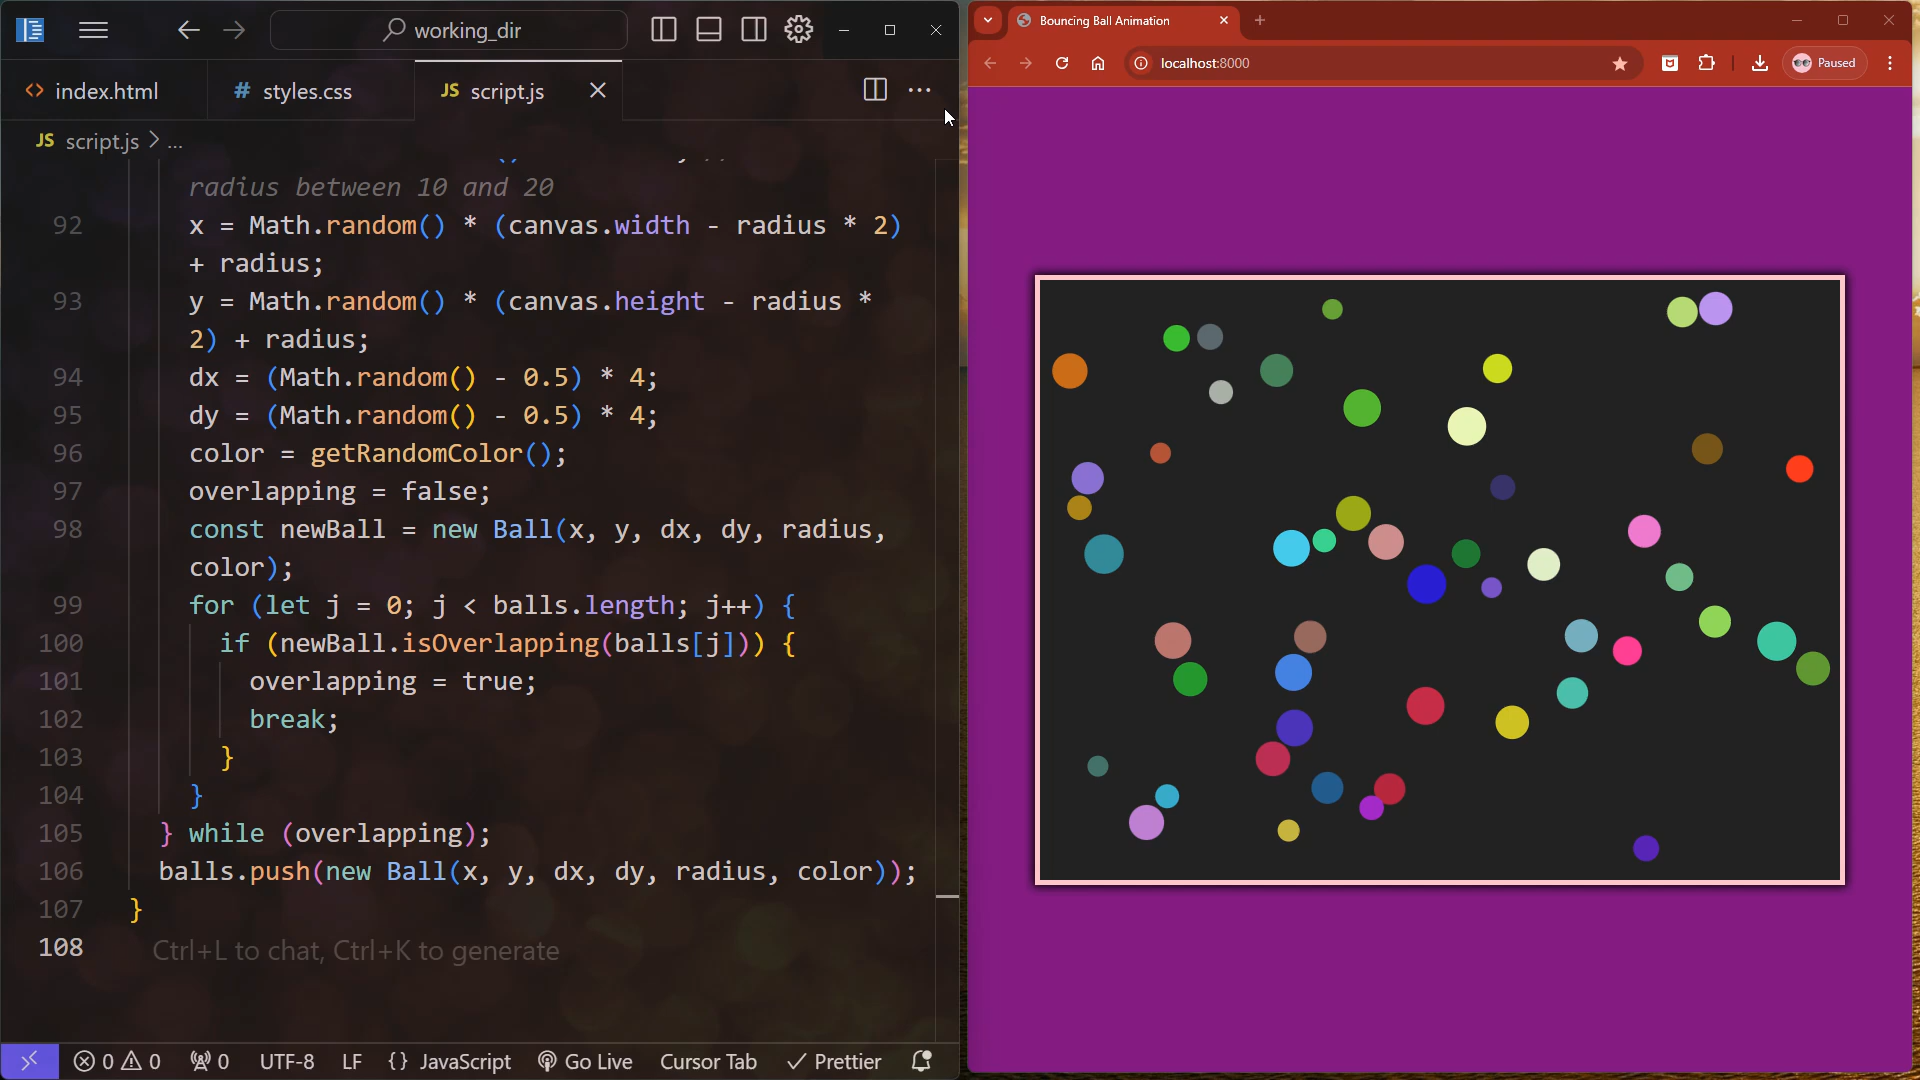 working_dir
index.html
# styles.css
JS script.js
JS script.js > ...
radius between 10 and 20
92 x = Math.random() * (canvas.width - radius * 2)
+ radius;
93 y = Math.random() * (canvas.height - radius *
2) + radius;
94 dx = (Math.random() - 0.5) * 4;
95 dy = (Math.random() - 0.5) * 4;
96 color = getRandomColor();
97 overlapping = false;
98 const newBall = new Ball(x, y, dx, dy, radius,
color);
99 for (let j = 0; j < balls.length; j++) {
100 if (newBall.isOverlapping(balls[j])) {
101 overlapping = true;
102 break;
103 }
104 }
105 } while (overlapping);
106 balls.push(new Ball(x, y, dx, dy, radius, color));
107 }
108 Ctrl+L to chat, Ctrl+K to generate
0 0 0 UTF-8 LF {} JavaScript Go Live Cursor Tab Prettier
Bouncing Ball Animation
localhost:8000
Paused